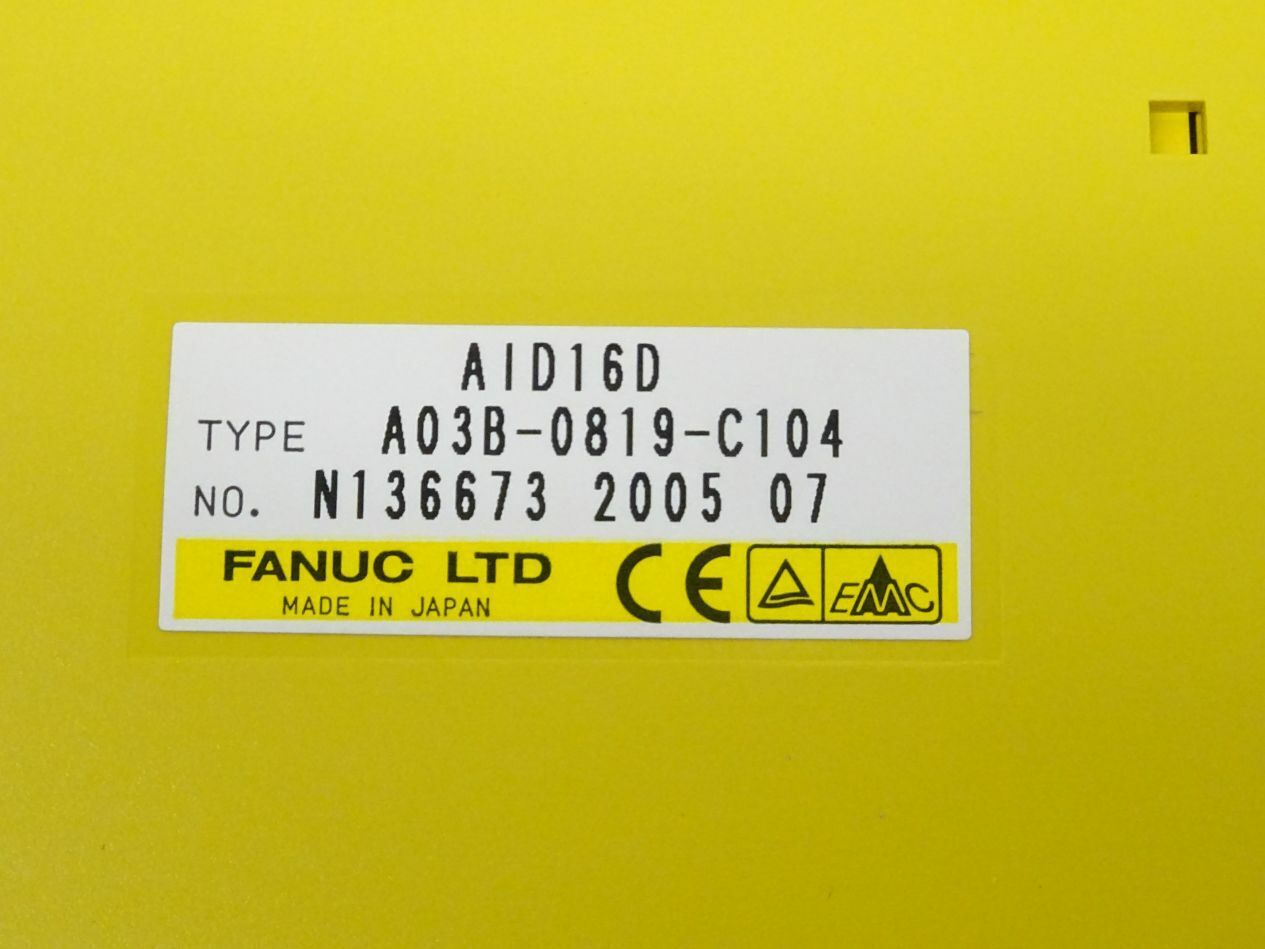 AID16D
TYPE A03B-0819-C104
NO. N136673 2005 07
FANUC LTD
MADE IN JAPAN
CE
EMC